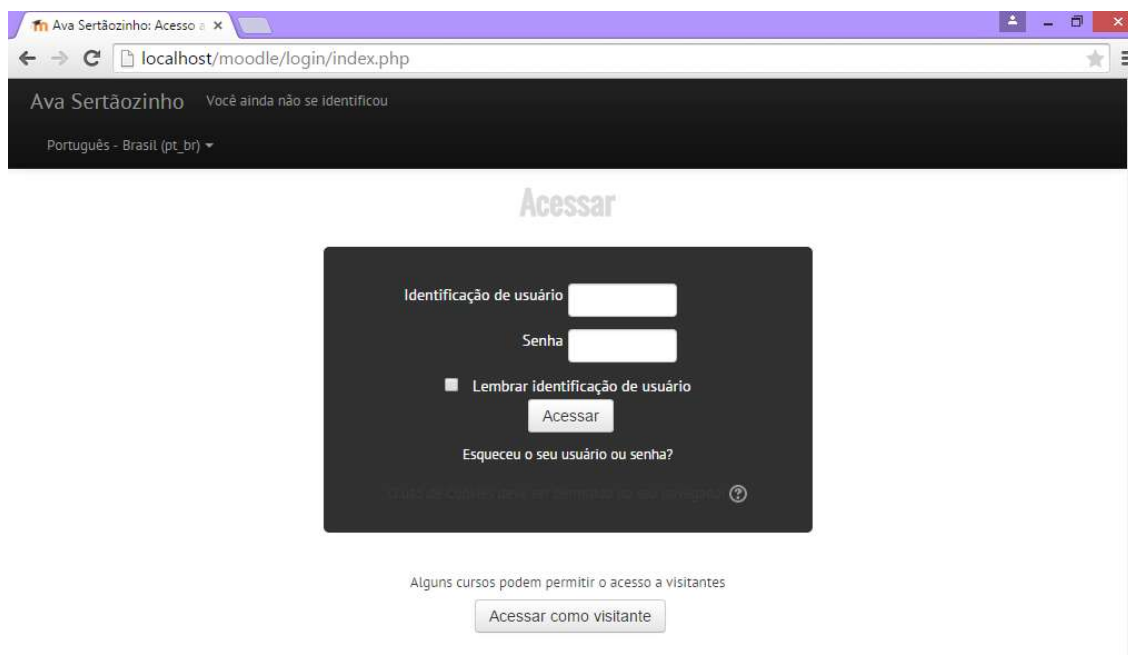 Ava Sertãozinho: Acesso a
localhost/moodle/login/index.php
Ava Sertãozinho Você ainda não se identificou
Português - Brasil (pt_br)
Acessar
Identificação de usuário
Senha
Lembrar identificação de usuário
Acessar
Esqueceu o seu usuário ou senha?
?
Alguns cursos podem permitir o acesso a visitantes
Acessar como visitante